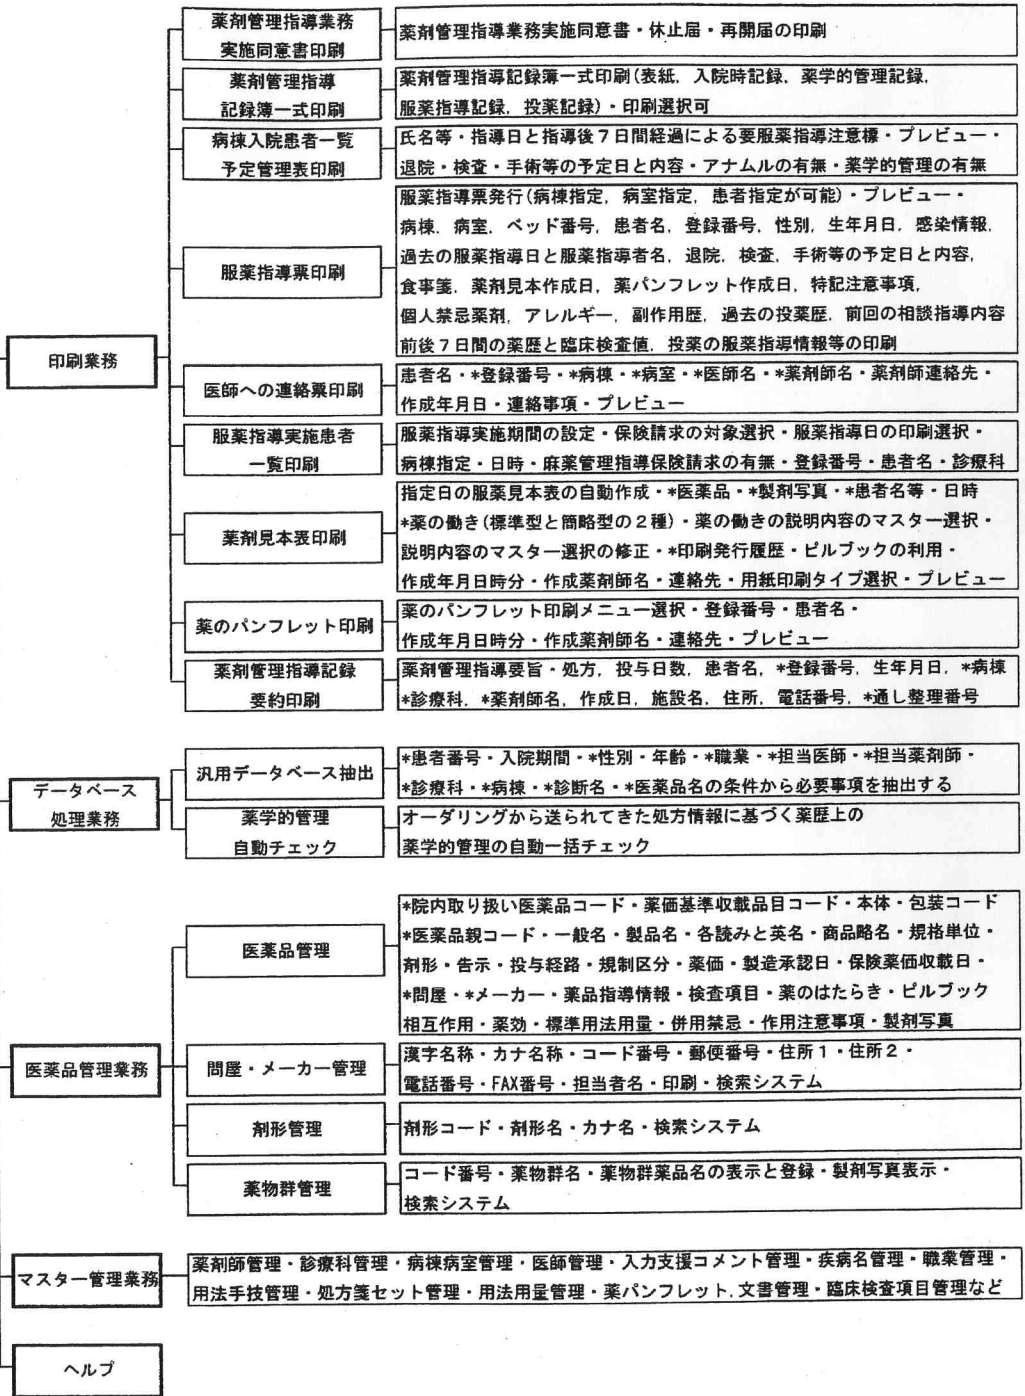 印刷業務
薬剤管理指導業務
実施同意書印刷
薬剤管理指導業務実施同意書・休止届・再開届の印刷
薬剤管理指導
記録簿一式印刷
薬剤管理指導記録簿一式印刷(表紙, 入院時記録, 薬学的管理記録,
服薬指導記録, 投薬記録)・印刷選択可
病棟入院患者一覧
予定管理表印刷
氏名等・指導日と指導後7日間経過による要服薬指導注意標・プレビュー・
退院・検査・手術等の予定日と内容・アナムルの有無・薬学的管理の有無
服薬指導票印刷
服薬指導票発行(病棟指定, 病室指定, 患者指定が可能)・プレビュー・
病棟, 病室, ベッド番号, 患者名, 登録番号, 性別, 生年月日, 感染情報,
過去の服薬指導日と服薬指導者名, 退院, 検査, 手術等の予定日と内容,
食事箋, 薬剤見本作成日, 薬パンフレット作成日, 特記注意事項,
個人禁忌薬剤, アレルギー, 副作用歴, 過去の投薬歴, 前回の相談指導内容
前後7日間の薬歴と臨床検査値, 投薬の服薬指導情報等の印刷
医師への連絡票印刷
患者名・*登録番号・*病棟・*病室・*医師名・*薬剤師名・薬剤師連絡先・
作成年月日・連絡事項・プレビュー
服薬指導実施患者
一覧印刷
服薬指導実施期間の設定・保険請求の対象選択・服薬指導日の印刷選択・
病棟指定・日時・麻薬管理指導保険請求の有無・登録番号・患者名・診療科
薬剤見本表印刷
指定日の服薬見本表の自動作成・*医薬品・*製剤写真・*患者名等・日時
*薬の働き(標準型と簡略型の2種)・薬の働きの説明内容のマスター選択・
説明内容のマスター選択の修正・*印刷発行履歴・ピルブックの利用・
作成年月日時分・作成薬剤師名・連絡先・用紙印刷タイプ選択・プレビュー
薬のパンフレット印刷
薬のパンフレット印刷メニュー選択・登録番号・患者名・
作成年月日時分・作成薬剤師名・連絡先・プレビュー
薬剤管理指導記録
要約印刷
薬剤管理指導要旨・処方, 投与日数, 患者名, *登録番号, 生年月日, *病棟
*診療科, *薬剤師名, 作成日, 施設名, 住所, 電話番号, *通し整理番号
データベース
処理業務
汎用データベース抽出
*患者番号・入院期間・*性別・年齢・*職業・*担当医師・*担当薬剤師・
*診療科・*病棟・*診断名・*医薬品名の条件から必要事項を抽出する
薬学的管理
自動チェック
オーダリングから送られてきた処方情報に基づく薬歴上の
薬学的管理の自動一括チェック
医薬品管理業務
医薬品管理
*院内取り扱い医薬品コード・薬価基準収載品目コード・本体・包装コード
*医薬品親コード・一般名・製品名・各読みと英名・商品略名・規格単位・
剤形・告示・投与経路・規制区分・薬価・製造承認日・保険薬価収載日・
*問屋・*メーカー・薬品指導情報・検査項目・薬のはたらき・ピルブック
相互作用・薬効・標準用法用量・併用禁忌・作用注意事項・製剤写真
問屋・メーカー管理
漢字名称・カナ名称・コード番号・郵便番号・住所1・住所2・
電話番号・FAX番号・担当者名・印刷・検索システム
剤形管理
剤形コード・剤形名・カナ名・検索システム
薬物群管理
コード番号・薬物群名・薬物群薬品名の表示と登録・製剤写真表示・
検索システム
マスター管理業務
薬剤師管理・診療科管理・病棟病室管理・医師管理・入力支援コメント管理・疾病名管理・職業管理・
用法手技管理・処方箋セット管理・用法用量管理・薬パンフレット, 文書管理・臨床検査項目管理など
ヘルプ